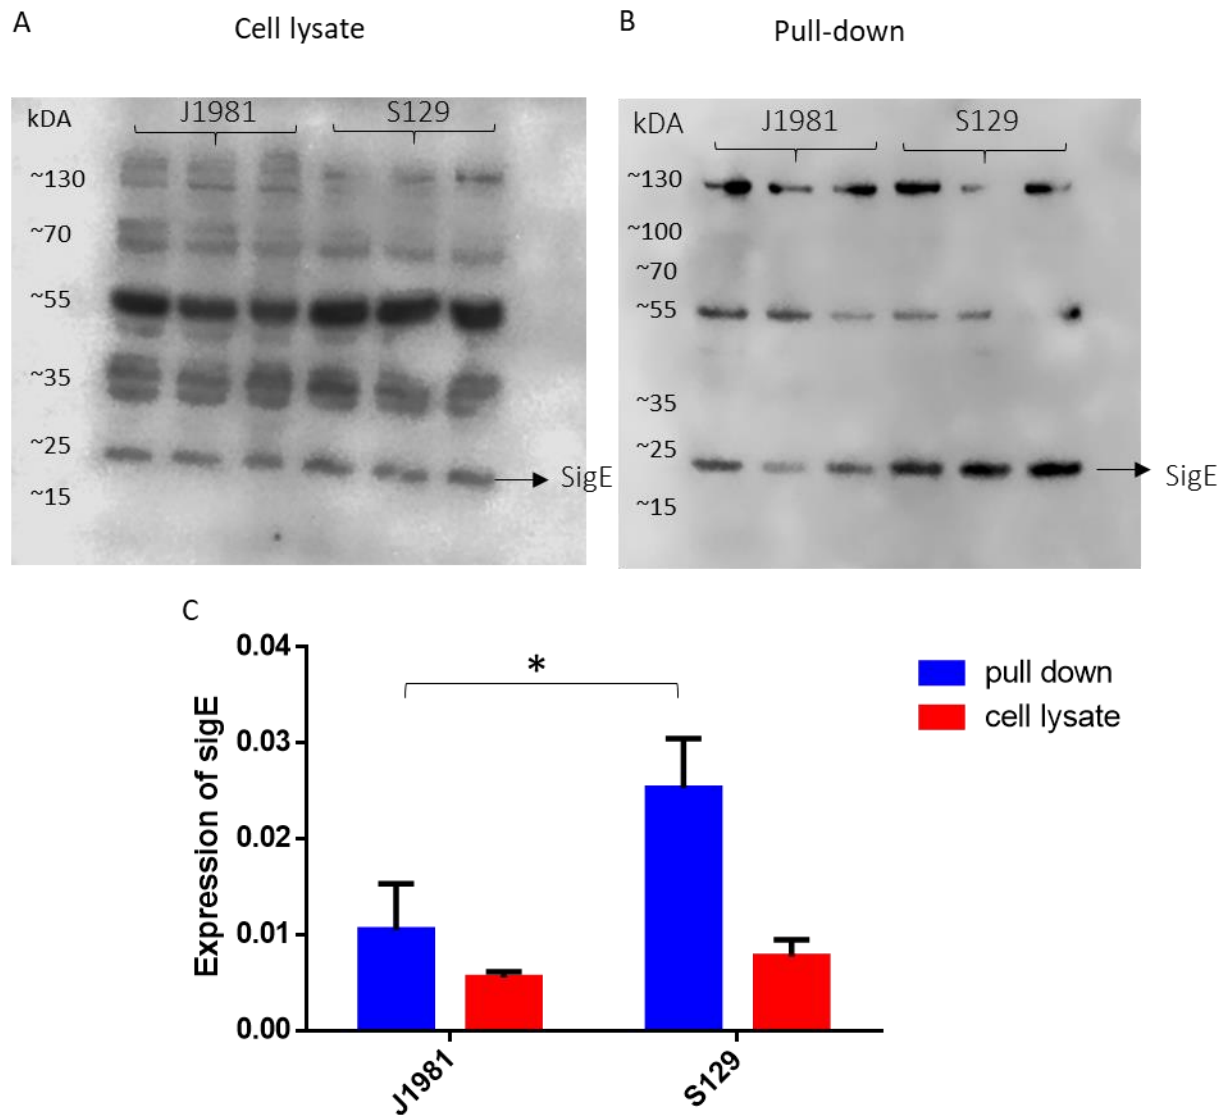 A
Cell lysate
kDA
J1981
S129
~130
~70
~55
~35
~25
~15
SigE
B
Pull-down
kDA
J1981
S129
~130
~100
~70
~55
~35
~25
~15
SigE
C
Expression of sigE
0.04
0.03
0.02
0.01
0.00
*
J1981
S129
pull down
cell lysate